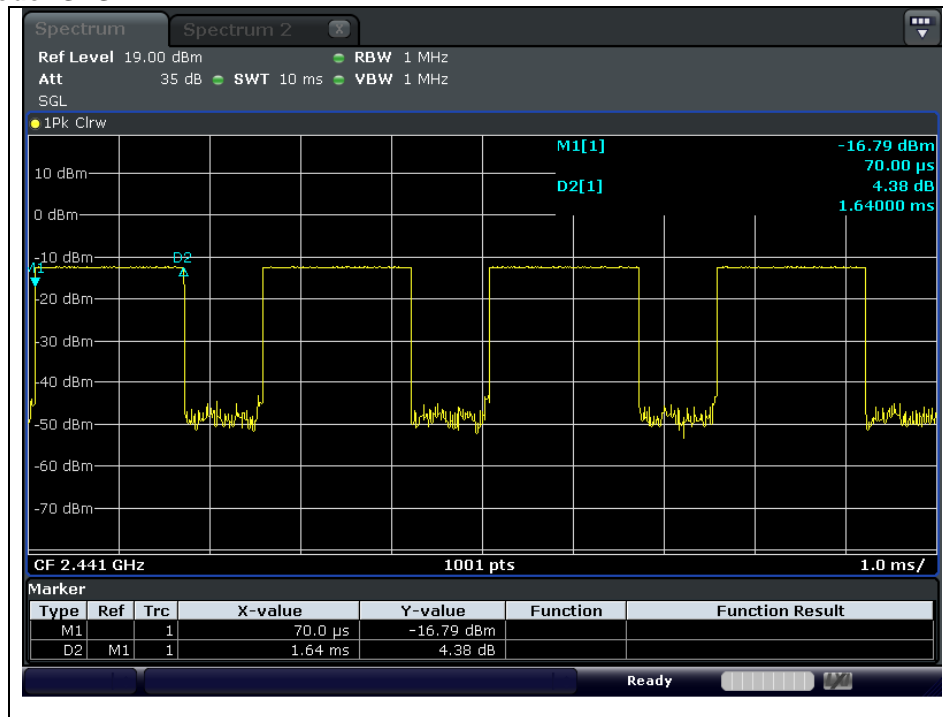 Spectrum Spectrum 2 X
Ref Level 19.00 dBm RBW 1 MHz
Att 35 dB SWT 10 ms VBW 1 MHz
SGL
1Pk Clrw
M1[1] -16.79 dBm
70.00 µs
D2[1] 4.38 dB
1.64000 ms
10 dBm
0 dBm
-10 dBm
D2
-20 dBm
-30 dBm
-40 dBm
-50 dBm
-60 dBm
-70 dBm
CF 2.441 GHz 1001 pts 1.0 ms/
Marker
Type Ref Trc X-value Y-value Function Function Result
M1 1 70.0 µs -16.79 dBm
D2 M1 1 1.64 ms 4.38 dB
Ready